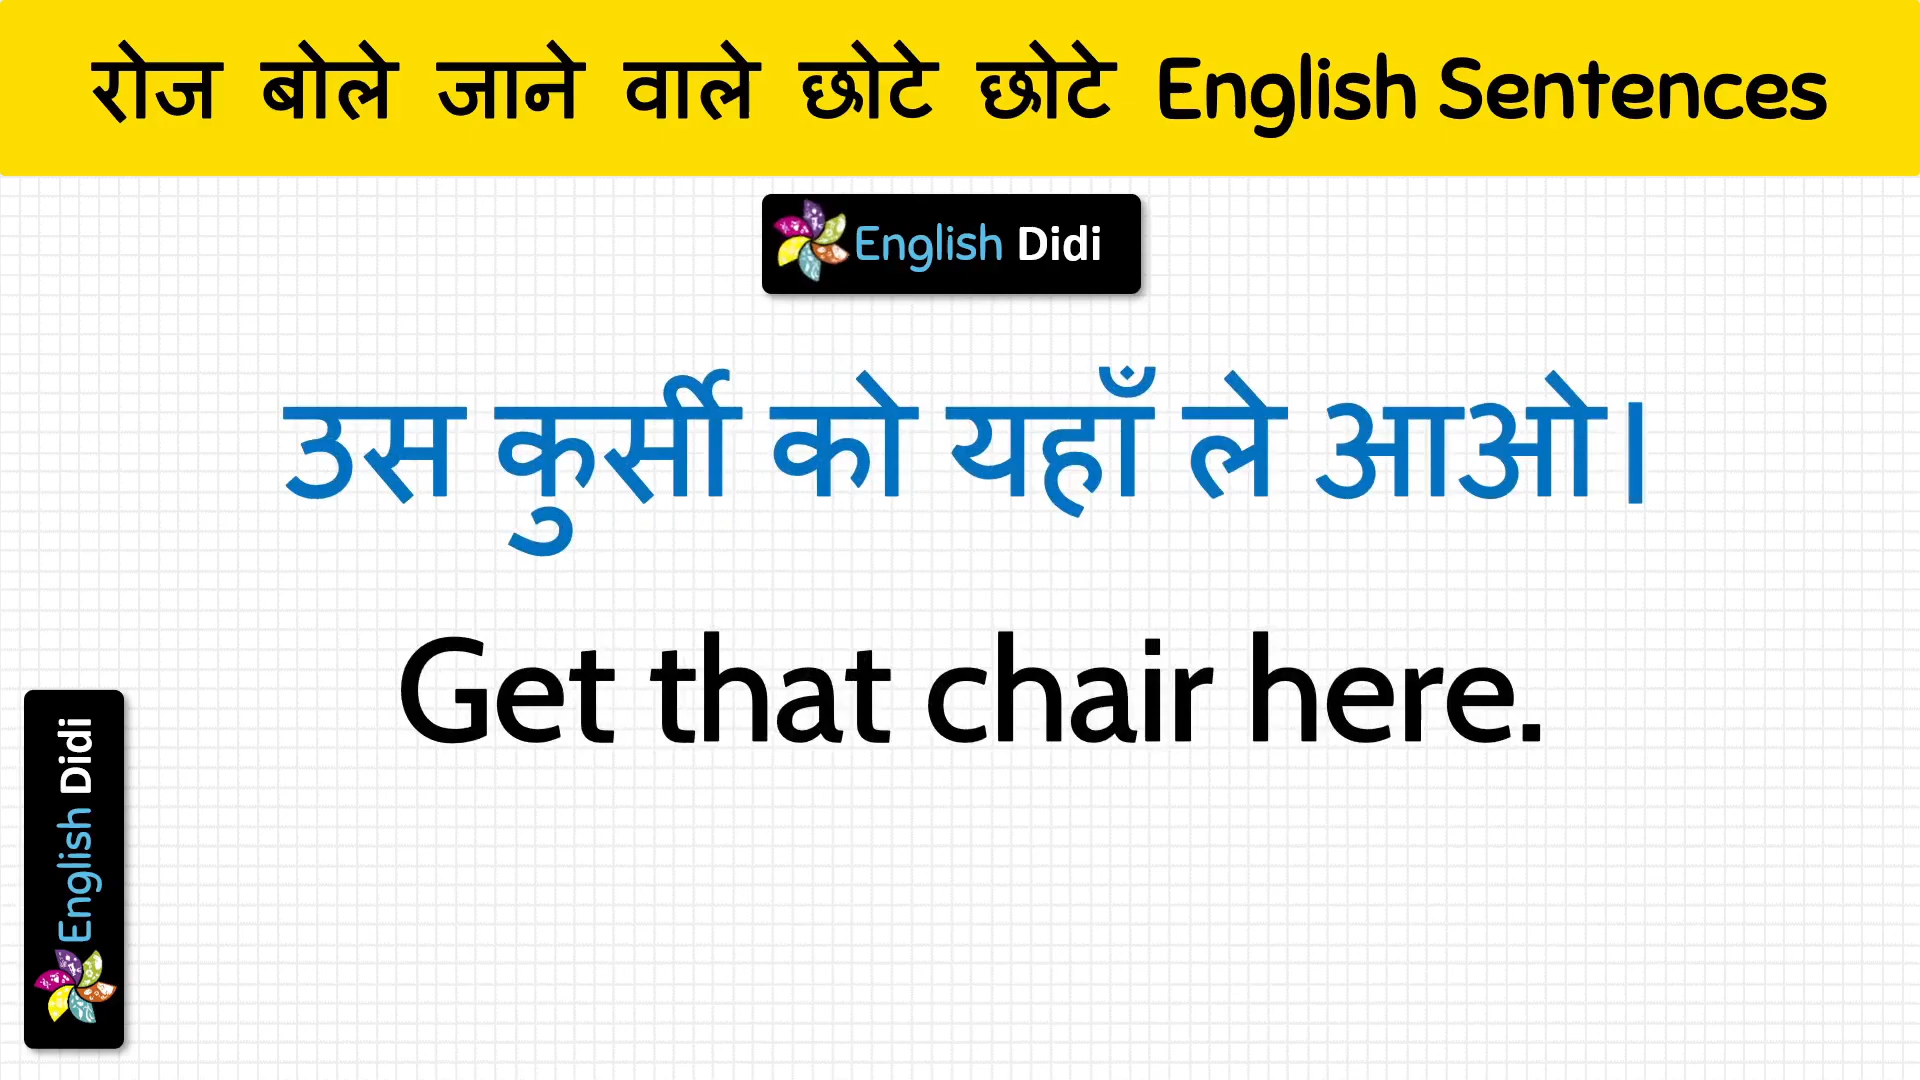 रोज बोले जाने वाले छोटे छोटे English Sentences
English Didi
उस कुर्सी को यहाँ ले आओ।
Get that chair here.
English Didi